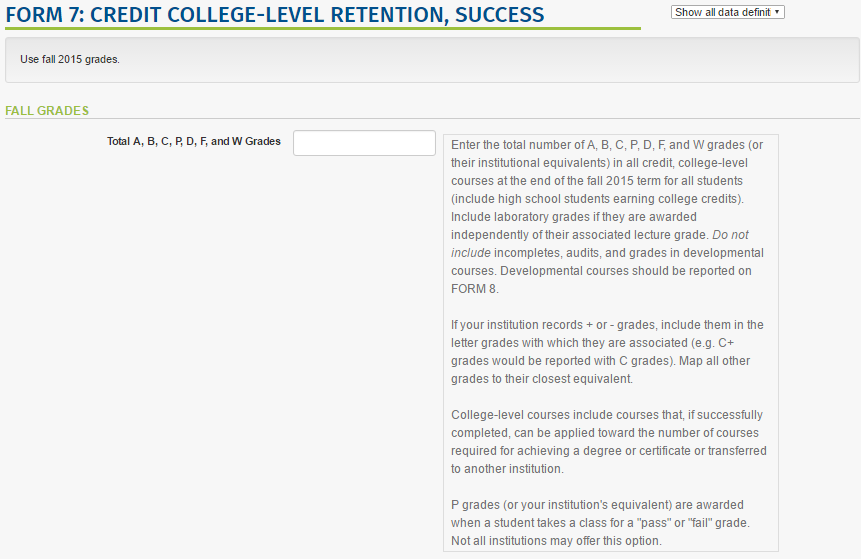 FORM 7: CREDIT COLLEGE-LEVEL RETENTION, SUCCESS
Show all data definit
Use fall 2015 grades.
FALL GRADES
Total A, B, C, P, D, F, and W Grades
Enter the total number of A, B, C, P, D, F, and W grades (or
their institutional equivalents) in all credit, college-level
courses at the end of the fall 2015 term for all students
(include high school students earning college credits).
Include laboratory grades if they are awarded
independently of their associated lecture grade. Do not
include incompletes, audits, and grades in developmental
courses. Developmental courses should be reported on
FORM 8.
If your institution records + or - grades, include them in the
letter grades with which they are associated (e.g. C+
grades would be reported with C grades). Map all other
grades to their closest equivalent.
College-level courses include courses that, if successfully
completed, can be applied toward the number of courses
required for achieving a degree or certificate or transferred
to another institution.
P grades (or your institution's equivalent) are awarded
when a student takes a class for a "pass" or "fail" grade.
Not all institutions may offer this option.